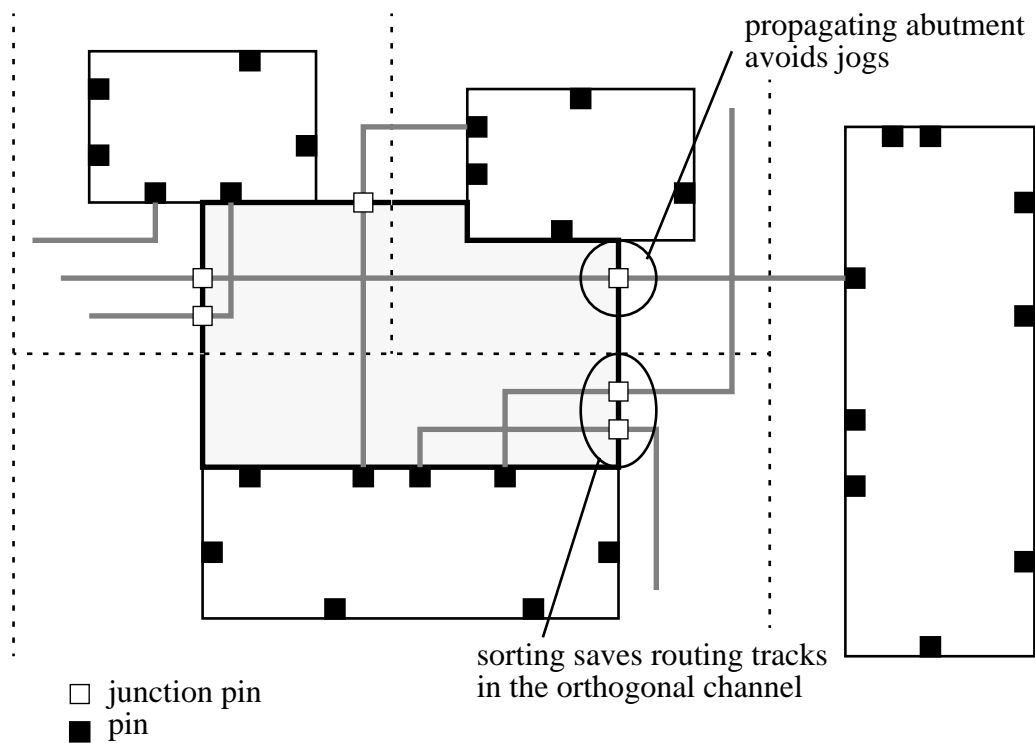 propagating abutment
avoids jogs
sorting saves routing tracks
in the orthogonal channel
junction pin
pin